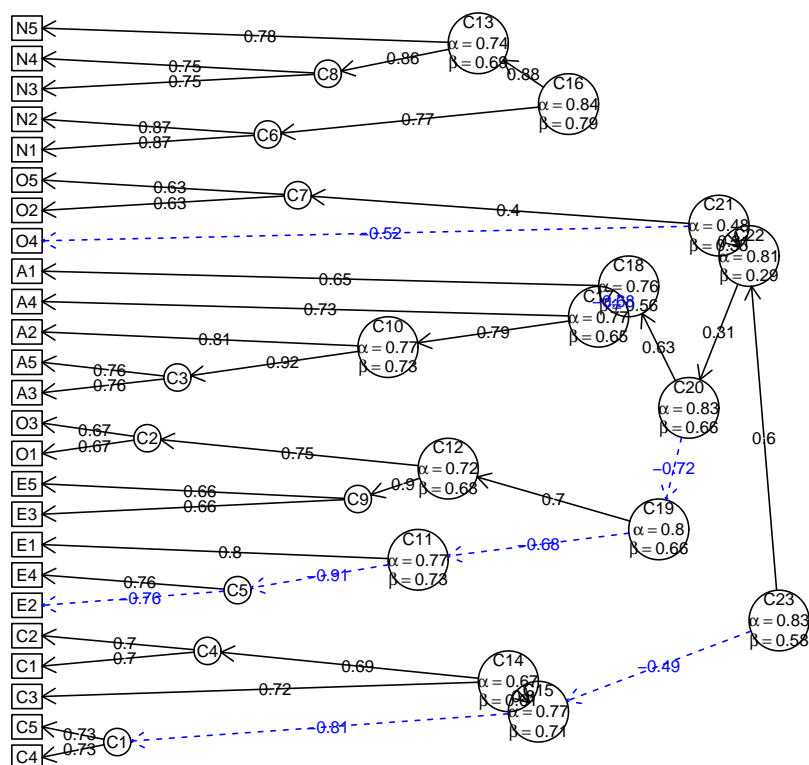 N5
0.78
C13
α = 0.74
β = 0.69
N4
0.75
C8
0.86
N3
0.75
0.88
C16
α = 0.84
β = 0.79
N2
0.87
C6
0.77
N1
0.87
O5
0.63
C7
0.4
O2
0.63
C21
α = 0.48
O4
−0.52
C22
α = 0.81
β = 0.29
A1
0.65
C18
α = 0.76
β = 0.56
A4
0.73
α = 0.77
β = 0.65
A2
0.81
C10
α = 0.77
β = 0.73
0.79
0.63
0.31
A5
0.76
C3
0.92
A3
0.76
C20
α = 0.83
β = 0.66
O3
0.67
C2
0.75
O1
0.67
C12
α = 0.72
β = 0.68
−0.72
0.6
E5
0.66
C9
0.9
E3
0.66
0.7
C19
α = 0.8
β = 0.66
E1
0.8
C11
α = 0.77
β = 0.73
−0.68
E4
0.76
C5
−0.91
E2
−0.76
C23
α = 0.83
β = 0.58
C2
0.7
C4
0.69
C1
0.7
−0.49
C14
α = 0.67
C3
0.72
C15
α = 0.77
β = 0.71
C5
0.73
C1
−0.81
C4
0.73